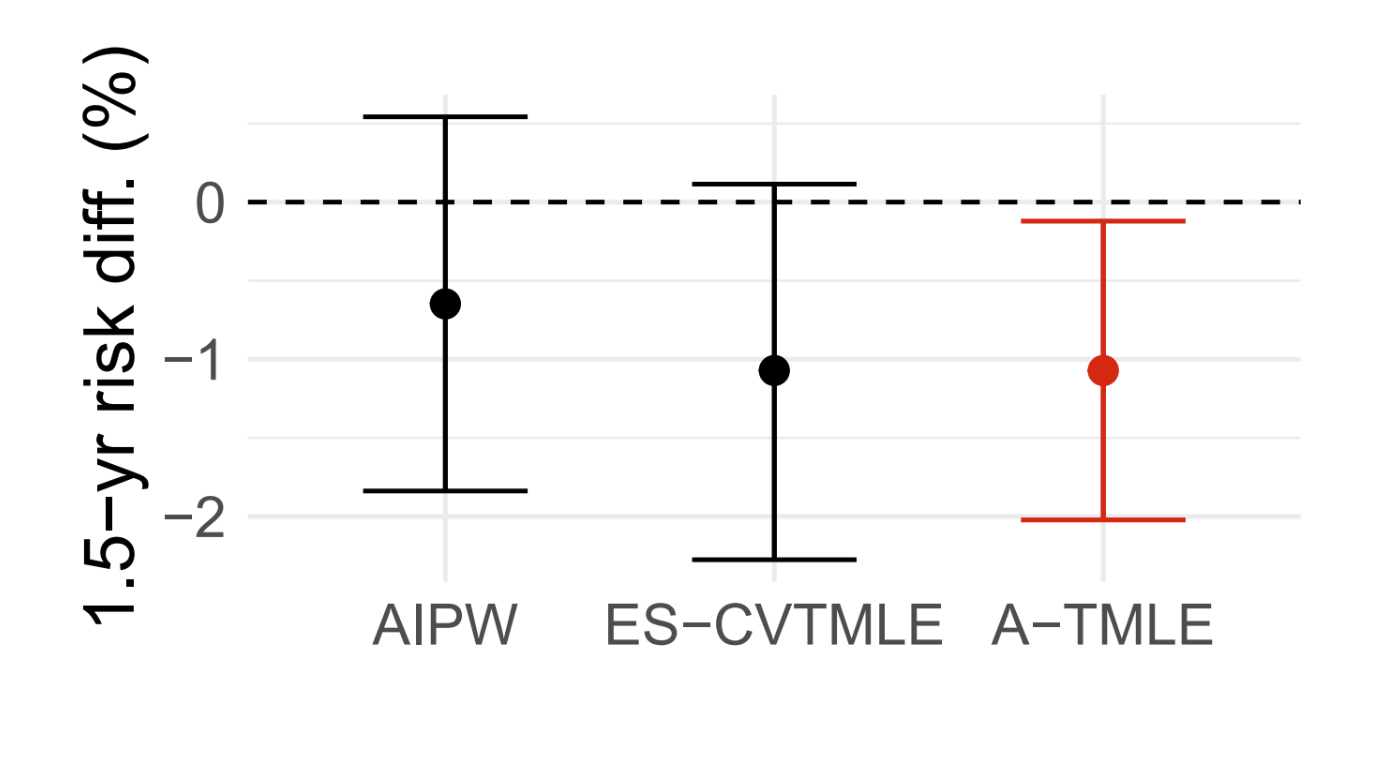 1.5−yr risk diff. (%)
0
−1
−2
AIPW
ES−CVTMLE
A−TMLE